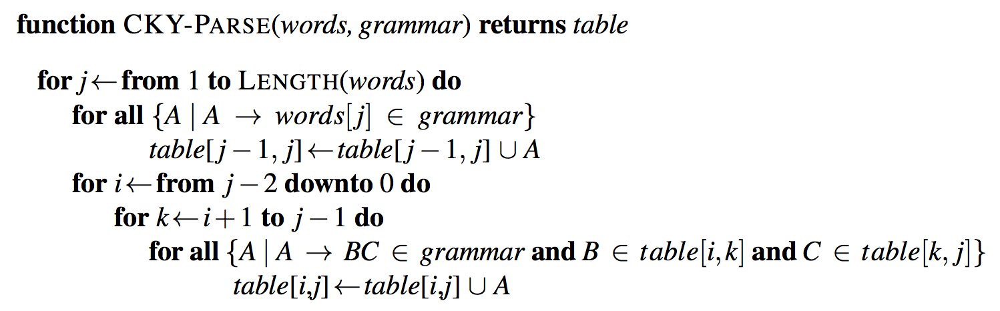 function CKY-PARSE(words, grammar) returns table
for j ← from 1 to LENGTH(words) do
for all {A | A → words[j] ∈ grammar}
table[j − 1, j] ← table[j − 1, j] ∪ A
for i ← from j − 2 downto 0 do
for k ← i + 1 to j − 1 do
for all {A | A → BC ∈ grammar and B ∈ table[i, k] and C ∈ table[k, j]}
table[i,j] ← table[i,j] ∪ A